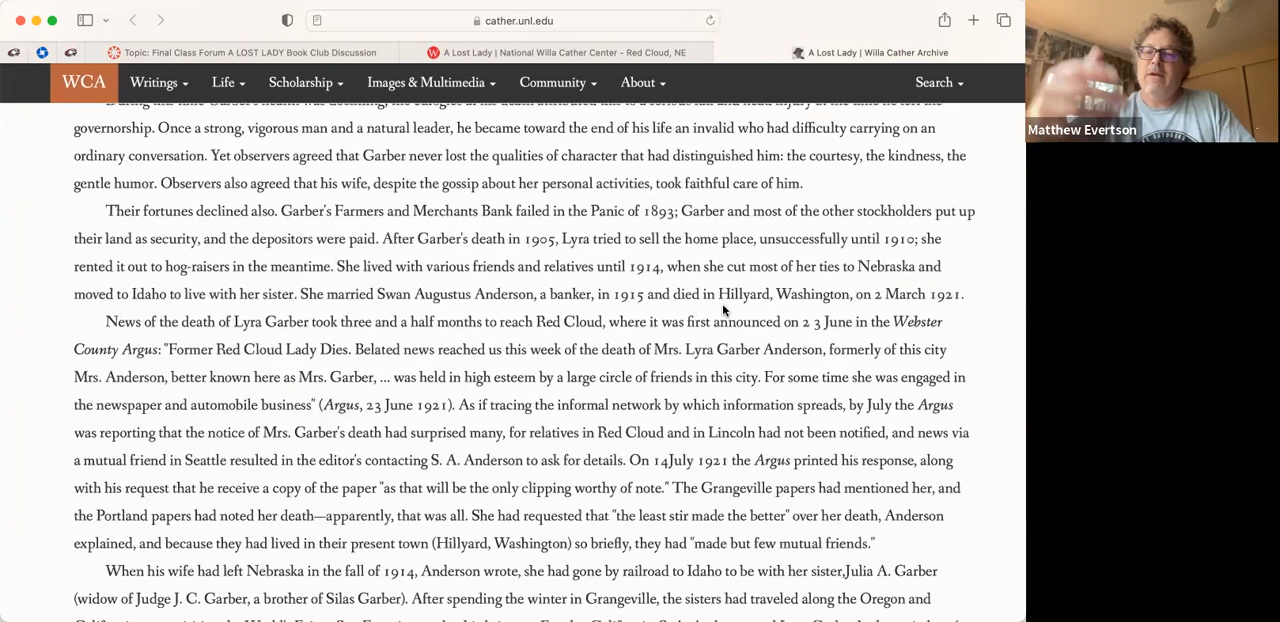 cather.unl.edu
Topic: Final Class Forum A LOST LADY Book Club Discussion
A Lost Lady | National Willa Cather Center - Red Cloud, NE
A Lost Lady | Willa Cather Archive
WCA Writings Life Scholarship Images & Multimedia Community About Search
Matthew Evertson
governorship. Once a strong, vigorous man and a natural leader, he became toward the end of his life an invalid who had difficulty carrying on an
ordinary conversation. Yet observers agreed that Garber never lost the qualities of character that had distinguished him: the courtesy, the kindness, the
gentle humor. Observers also agreed that his wife, despite the gossip about her personal activities, took faithful care of him.
Their fortunes declined also. Garber's Farmers and Merchants Bank failed in the Panic of 1893; Garber and most of the other stockholders put up
their land as security, and the depositors were paid. After Garber's death in 1905, Lyra tried to sell the home place, unsuccessfully until 1910; she
rented it out to hog-raisers in the meantime. She lived with various friends and relatives until 1914, when she cut most of her ties to Nebraska and
moved to Idaho to live with her sister. She married Swan Augustus Anderson, a banker, in 1915 and died in Hillyard, Washington, on 2 March 1921.
News of the death of Lyra Garber took three and a half months to reach Red Cloud, where it was first announced on 2 3 June in the Webster
County Argus: "Former Red Cloud Lady Dies. Belated news reached us this week of the death of Mrs. Lyra Garber Anderson, formerly of this city
Mrs. Anderson, better known here as Mrs. Garber, ... was held in high esteem by a large circle of friends in this city. For some time she was engaged in
the newspaper and automobile business" (Argus, 23 June 1921). As if tracing the informal network by which information spreads, by July the Argus
was reporting that the notice of Mrs. Garber's death had surprised many, for relatives in Red Cloud and in Lincoln had not been notified, and news via
a mutual friend in Seattle resulted in the editor's contacting S. A. Anderson to ask for details. On 14July 1921 the Argus printed his response, along
with his request that he receive a copy of the paper "as that will be the only clipping worthy of note." The Grangeville papers had mentioned her, and
the Portland papers had noted her death—apparently, that was all. She had requested that "the least stir made the better" over her death, Anderson
explained, and because they had lived in their present town (Hillyard, Washington) so briefly, they had "made but few mutual friends."
When his wife had left Nebraska in the fall of 1914, Anderson wrote, she had gone by railroad to Idaho to be with her sister,Julia A. Garber
(widow of Judge J. C. Garber, a brother of Silas Garber). After spending the winter in Grangeville, the sisters had traveled along the Oregon and